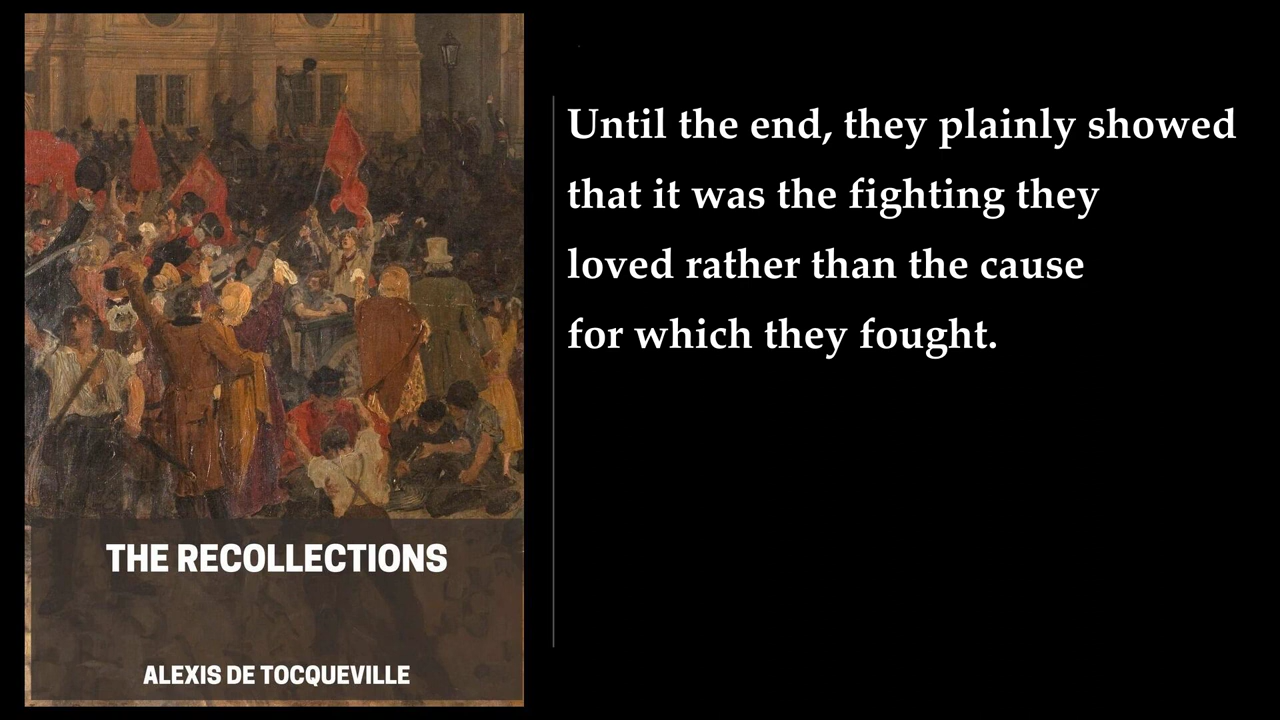 THE RECOLLECTIONS
ALEXIS DE TOCQUEVILLE
Until the end, they plainly showed
that it was the fighting they
loved rather than the cause
for which they fought.